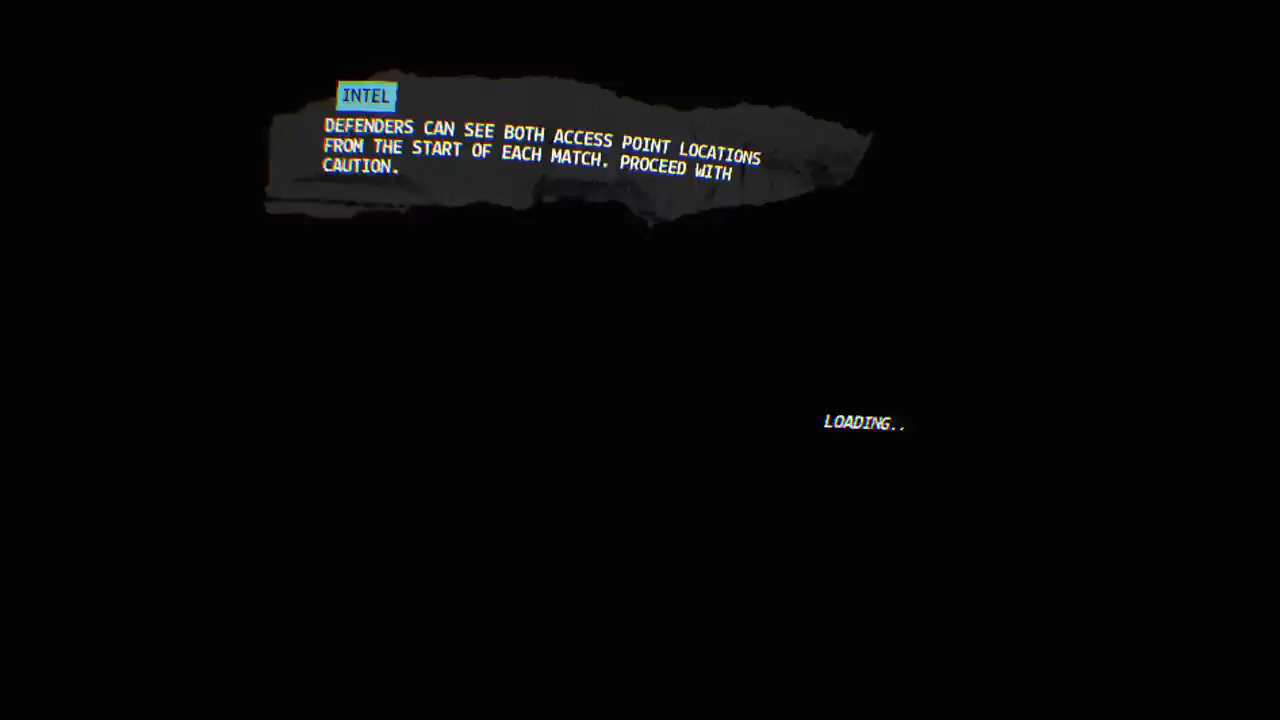 INTEL
DEFENDERS CAN SEE BOTH ACCESS POINT LOCATIONS
FROM THE START OF EACH MATCH. PROCEED WITH
CAUTION.
LOADING..